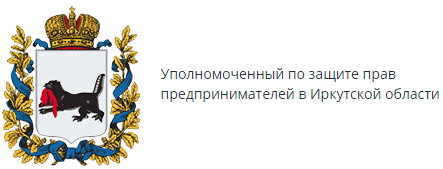 Уполномоченный по защите прав
предпринимателей в Иркутской области